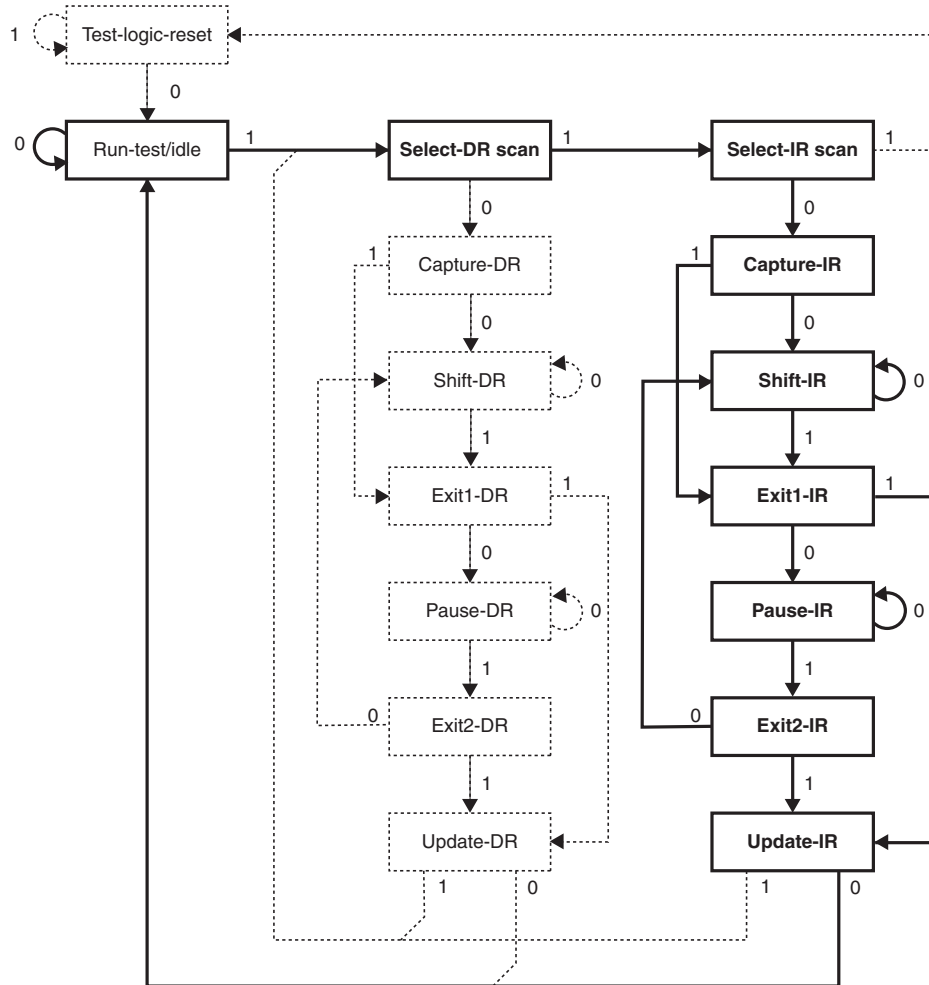 1
Test-logic-reset
0
0
Run-test/idle
1
Select-DR scan
1
Select-IR scan
1
0
0
1
Capture-DR
1
Capture-IR
0
0
Shift-DR
0
Shift-IR
0
1
1
Exit1-DR
1
Exit1-IR
1
0
0
Pause-DR
0
Pause-IR
0
1
1
0
Exit2-DR
0
Exit2-IR
1
1
Update-DR
Update-IR
1
0
1
0